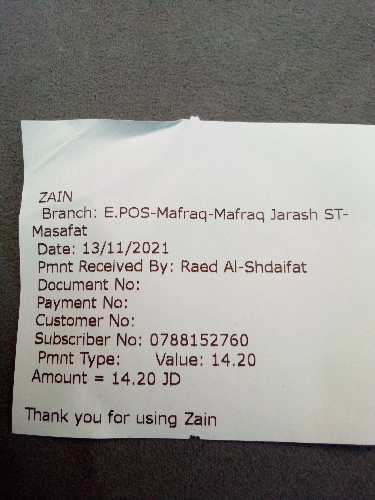 ZAIN
Branch: E.POS-Mafraq-Mafraq Jarash ST-
Masafat
Date: 13/11/2021
Pmnt Received By: Raed Al-Shdaifat
Document No:
Payment No:
Customer No:
Subscriber No: 0788152760
Pmnt Type: Value: 14.20
Amount = 14.20 JD
Thank you for using Zain